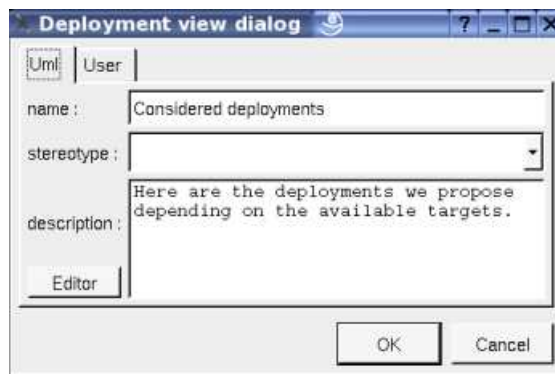 Deployment view dialog
?
Uml User
name : Considered deployments
stereotype :
Here are the deployments we propose
depending on the available targets.
description :
Editor
OK Cancel